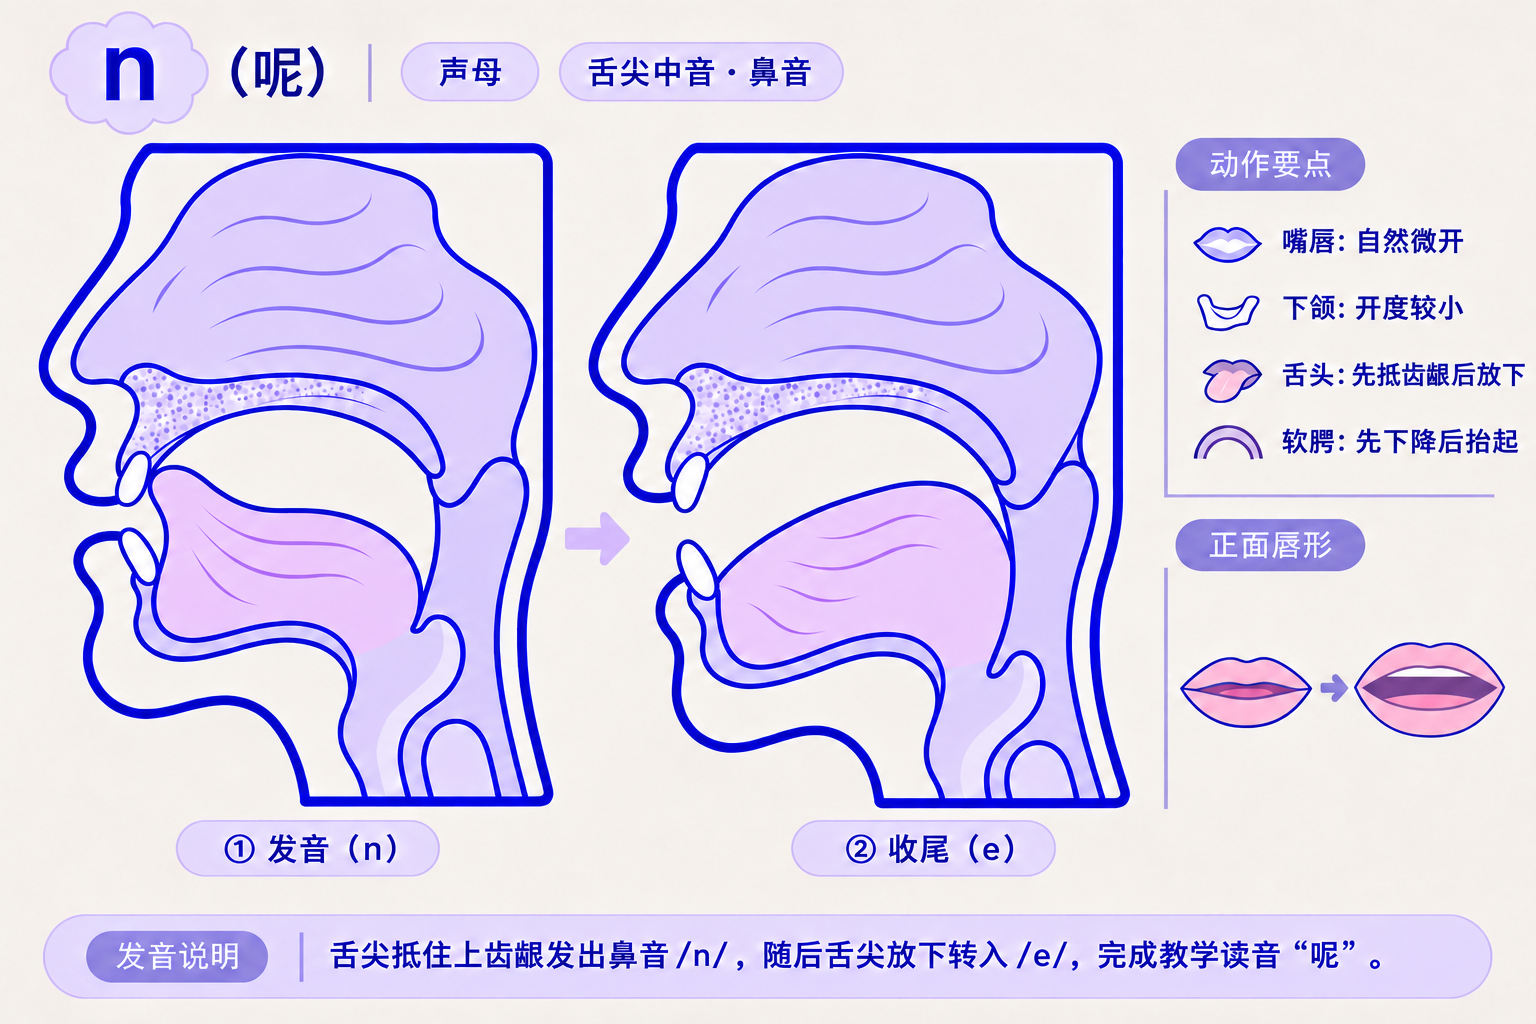 n（呢）
声母
舌尖中音·鼻音
动作要点
嘴唇：自然微开
下颌：开度较小
舌头：先抵齿龈后放下
软腭：先下降后抬起
正面唇形
① 发音（n）
② 收尾（e）
发音说明
舌尖抵住上齿龈发出鼻音 /n/，随后舌尖放下转入 /e/，完成教学读音“呢”。